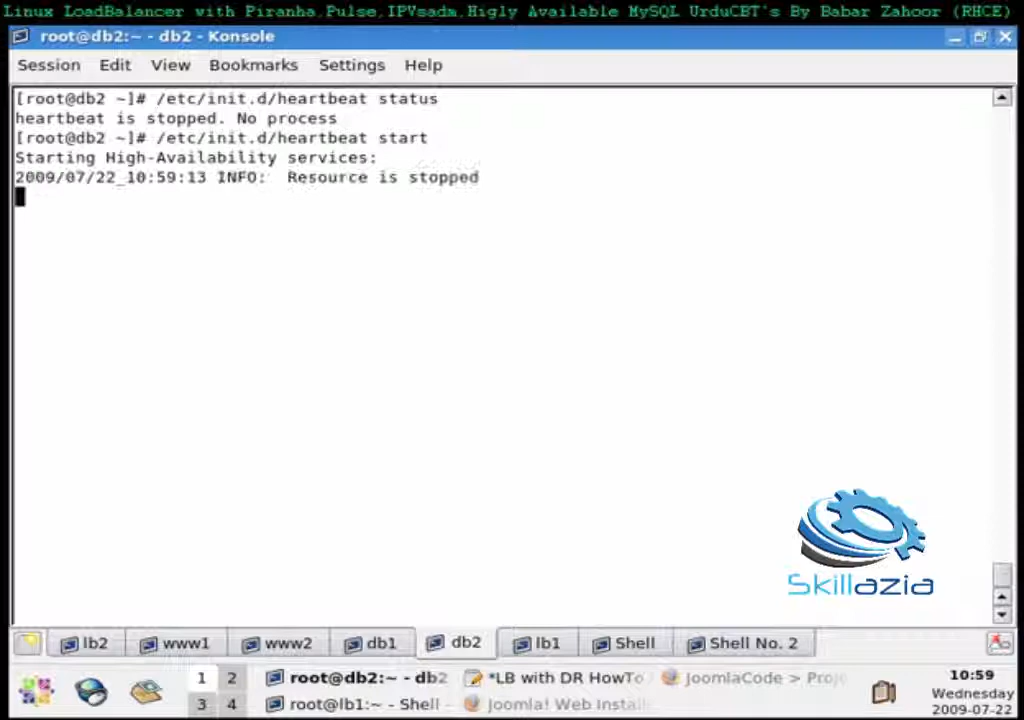 Linux LoadBalancer with Piranha,Pulse,IPVsadm,Higly Available MySQL UrduCBT's By Babar Zahoor (RHCE)
root@db2:~ - db2 - Konsole
Session Edit View Bookmarks Settings Help
[root@db2 ~]# /etc/init.d/heartbeat status
heartbeat is stopped. No process
[root@db2 ~]# /etc/init.d/heartbeat start
Starting High-Availability services:
2009/07/22_10:59:13 INFO:  Resource is stopped
Skillazia
lb2 www1 www2 db1 db2 lb1 Shell Shell No. 2
1 2 root@db2:~ - db2 *LB with DR HowTo JoomlaCode > Proj 10:59
Wednesday
3 4 root@lb1:~ - Shell Joomla! Web Install 2009-07-22